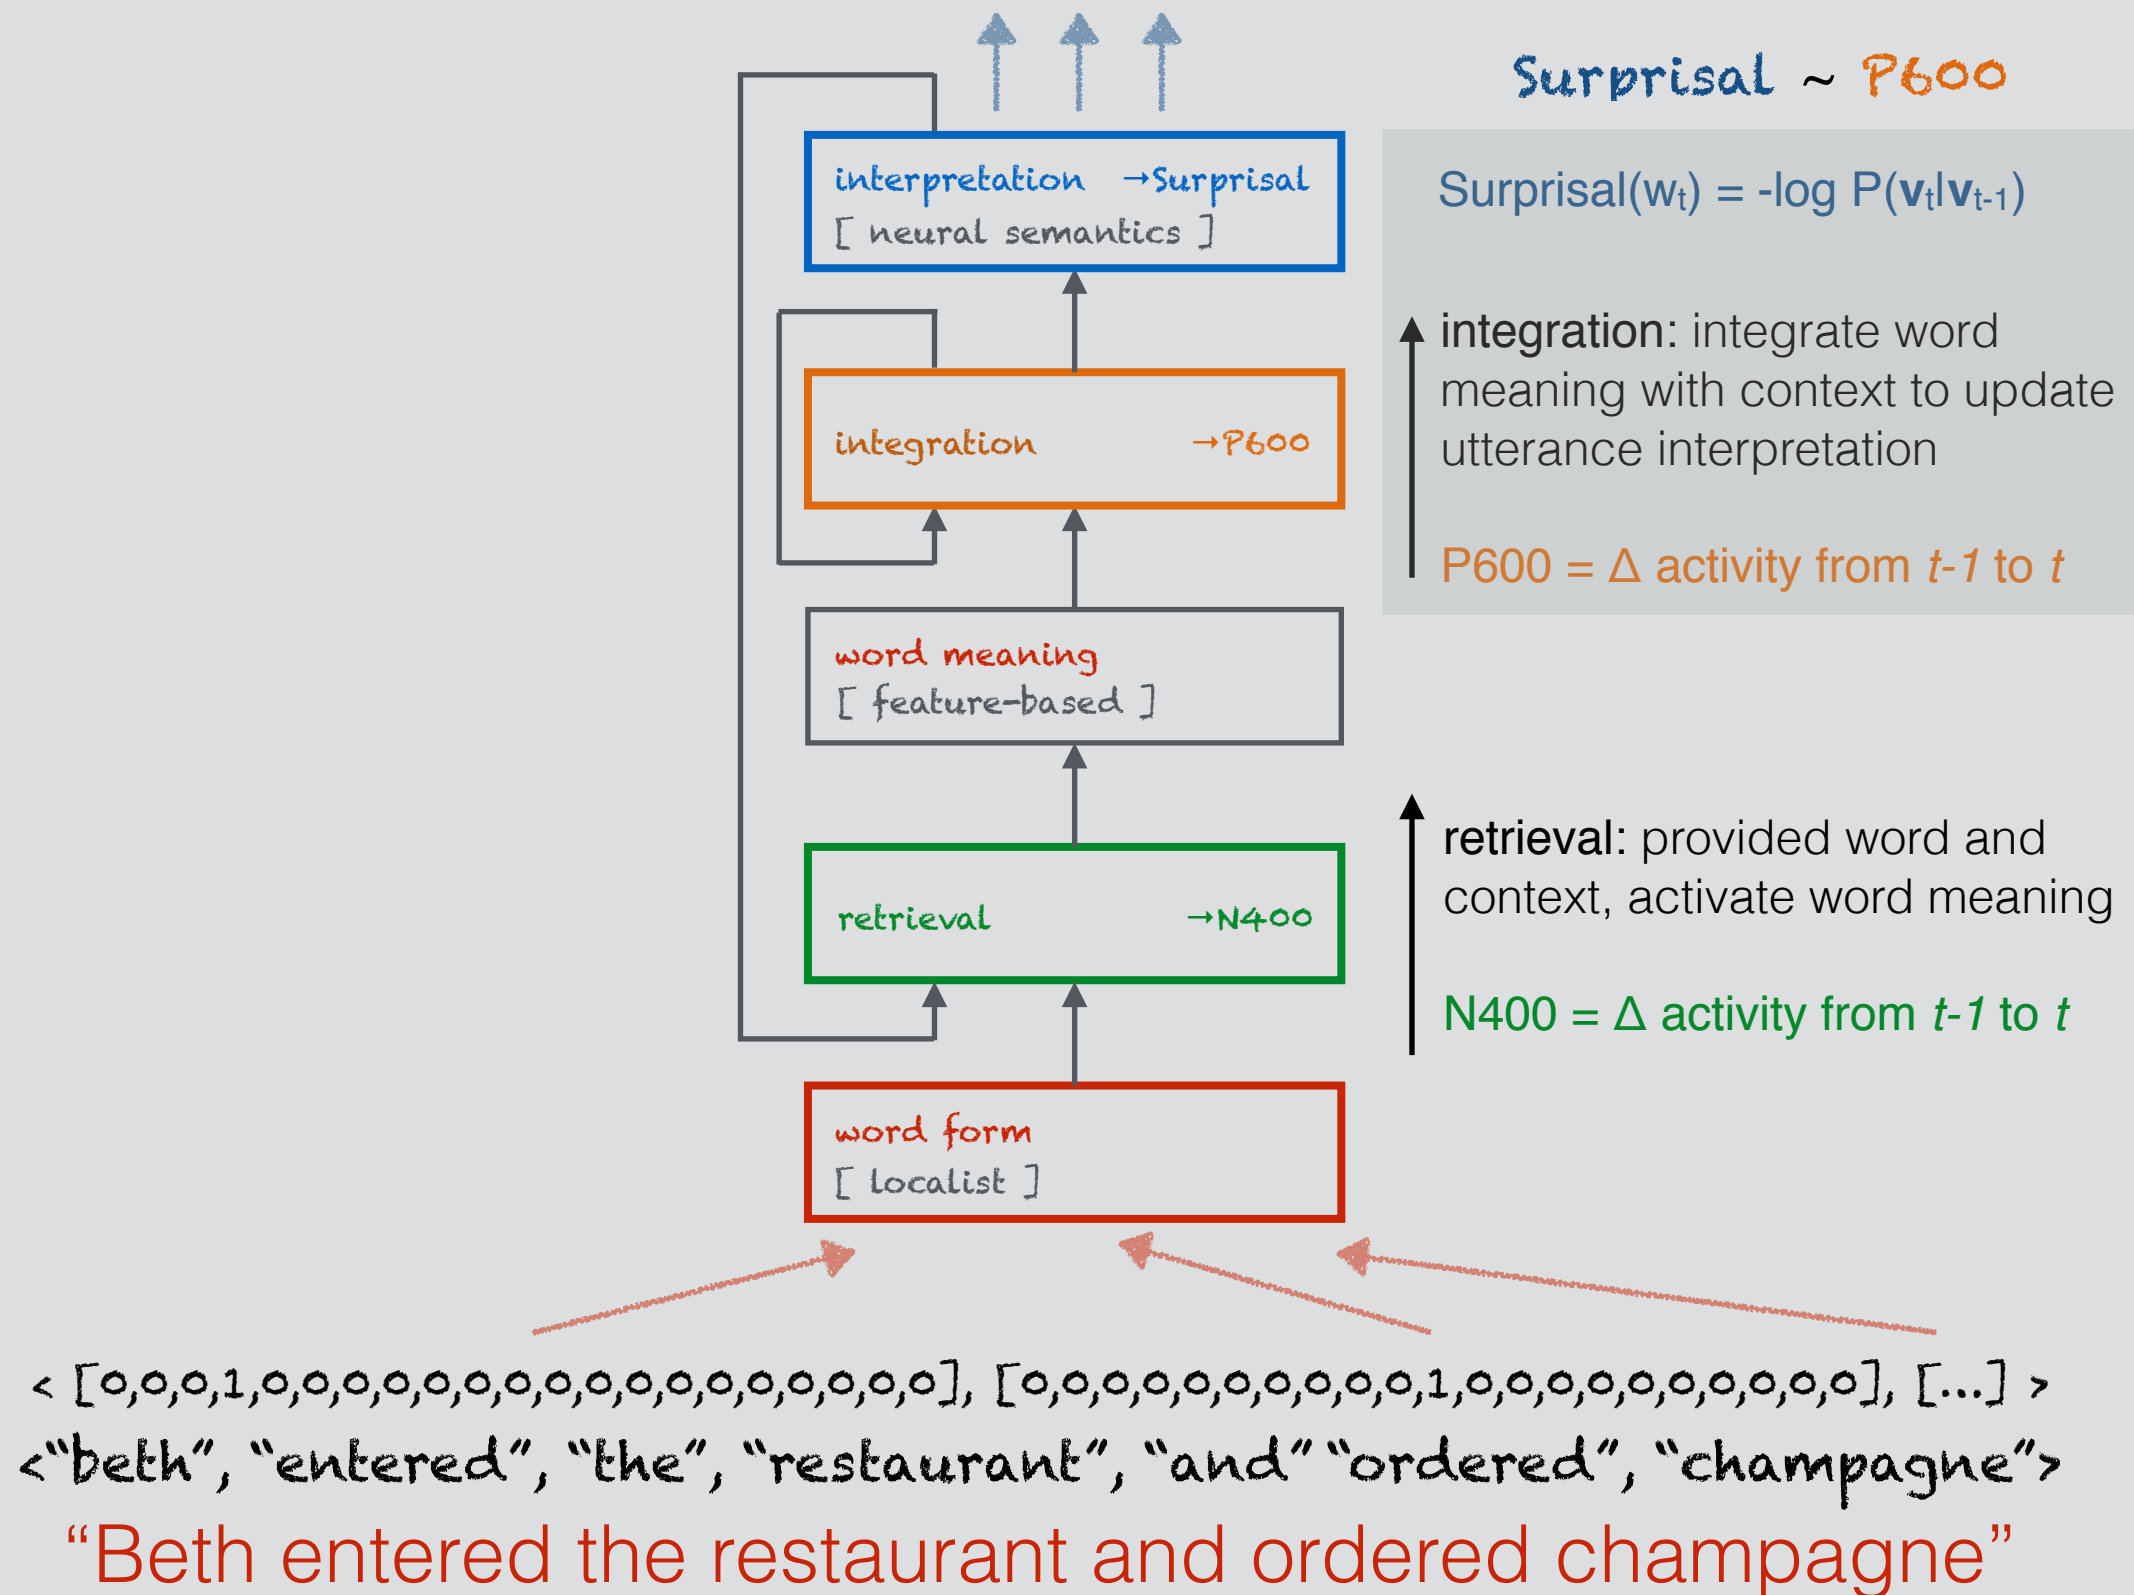 Surprisal ~ P600
interpretation →Surprisal
[ neural semantics ]
Surprisal(wt) = -log P(vt|vt-1)
integration: integrate word
meaning with context to update
utterance interpretation
integration →P600
P600 = Δ activity from t-1 to t
word meaning
[ feature-based ]
retrieval: provided word and
context, activate word meaning
retrieval →N400
N400 = Δ activity from t-1 to t
word form
[ localist ]
< [0,0,0,1,0,0,0,0,0,0,0,0,0,0,0,0,0,0,0,0,0], [0,0,0,0,0,0,0,0,0,0,1,0,0,0,0,0,0,0,0,0,0], [...] >
<“beth”, “entered”, “the”, “restaurant”, “and” “ordered”, “champagne”>
“Beth entered the restaurant and ordered champagne”